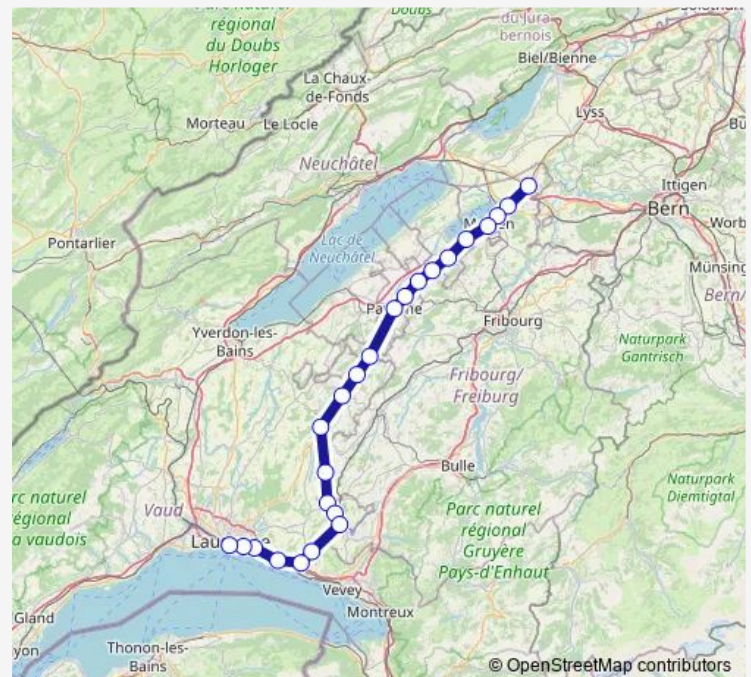 régional
du Doubs
Horloger
Doubs
du Jura
bernois
Biel/Bienne
La Chaux-
de-Fonds
Lyss
Morteau
Le Locle
Neuchâtel
Ittigen
Bern
Worb
Lac de
Neuchâtel
Pontarlier
Münsing
Bern/
Fribourg
Yverdon-les-
Bains
Naturpark
Gantrisch
Fribourg/
Freiburg
Bulle
Naturpark
Diemtigtal
rc naturel
égional
a vaudois
Vaud
Parc naturel
régional
Gruyère
Pays-d'Enhaut
Vevey
Montreux
Gland
yon
Thonon-les-
Bains
© OpenStreetMap contributors